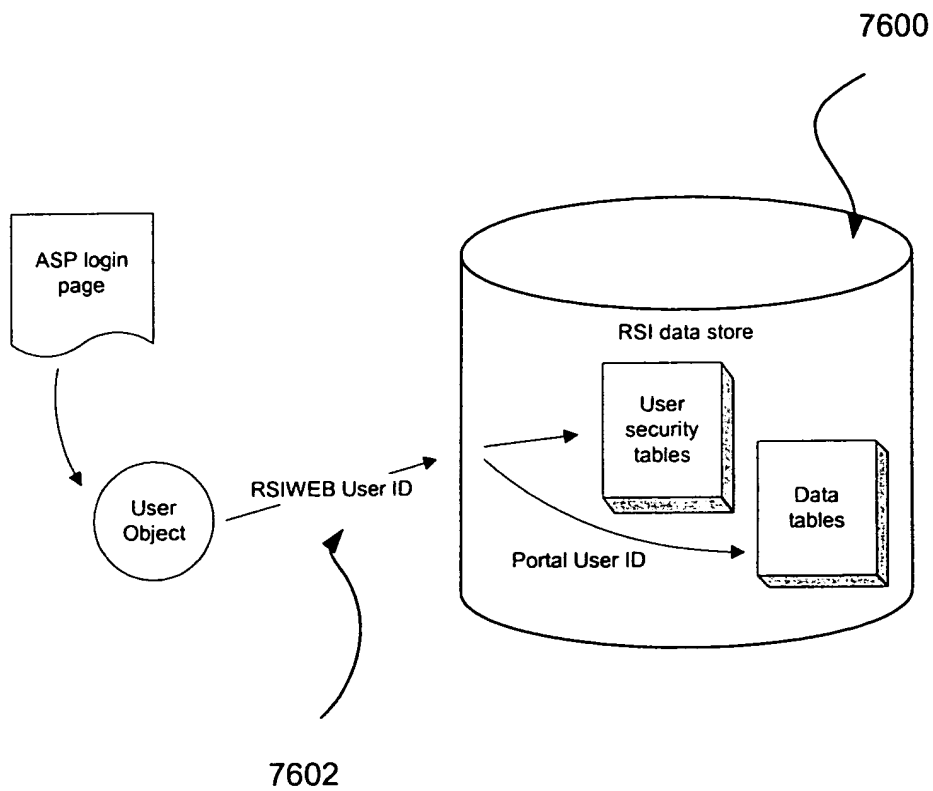 7600
ASP login
page
RSI data store
User
security
tables
RSIWEB User ID
User
Object
Data
tables
Portal User ID
7602